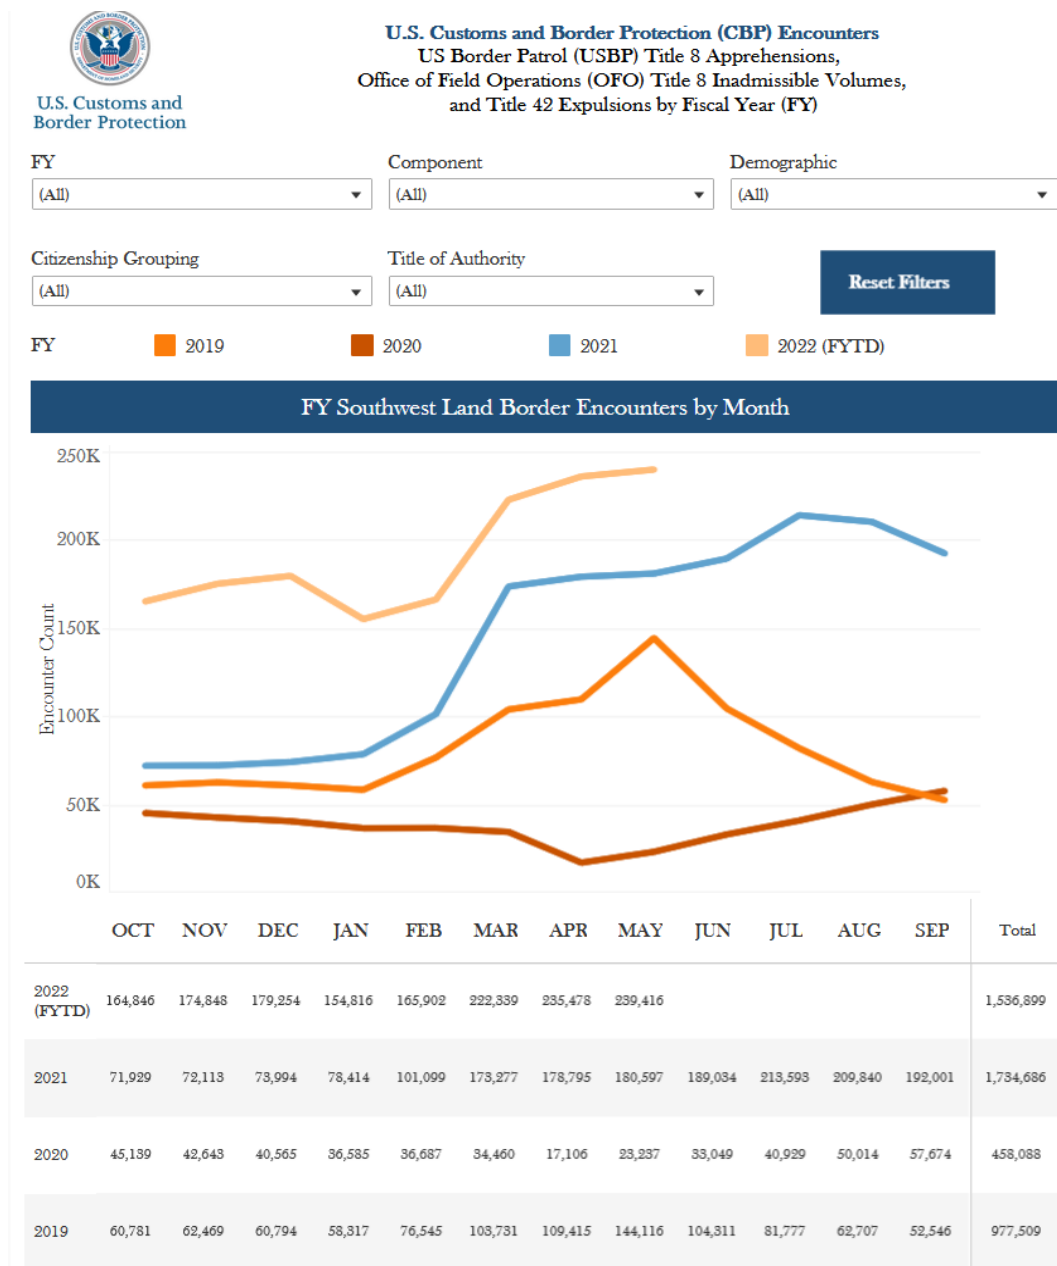 U.S. Customs and
Border Protection
U.S. Customs and Border Protection (CBP) Encounters
US Border Patrol (USBP) Title 8 Apprehensions,
Office of Field Operations (OFO) Title 8 Inadmissible Volumes,
and Title 42 Expulsions by Fiscal Year (FY)
FY Component Demographic
(All) (All) (All)
Citizenship Grouping Title of Authority
(All) (All) Reset Filters
FY 2019 2020 2021 2022 (FYTD)
FY Southwest Land Border Encounters by Month
250K
200K
150K
100K
50K
0K
Encounter Count
OCT NOV DEC JAN FEB MAR APR MAY JUN JUL AUG SEP Total
2022 (FYTD) 164,846 174,848 179,254 154,816 165,902 222,339 235,478 239,416 1,536,899
2021 71,929 72,113 73,994 78,414 101,099 173,277 178,795 180,597 189,034 213,593 209,840 192,001 1,734,686
2020 45,139 42,643 40,565 36,585 36,687 34,460 17,106 23,237 33,049 40,929 50,014 57,674 458,088
2019 60,781 62,469 60,794 58,317 76,545 103,731 109,415 144,116 104,311 81,777 62,707 52,546 977,509